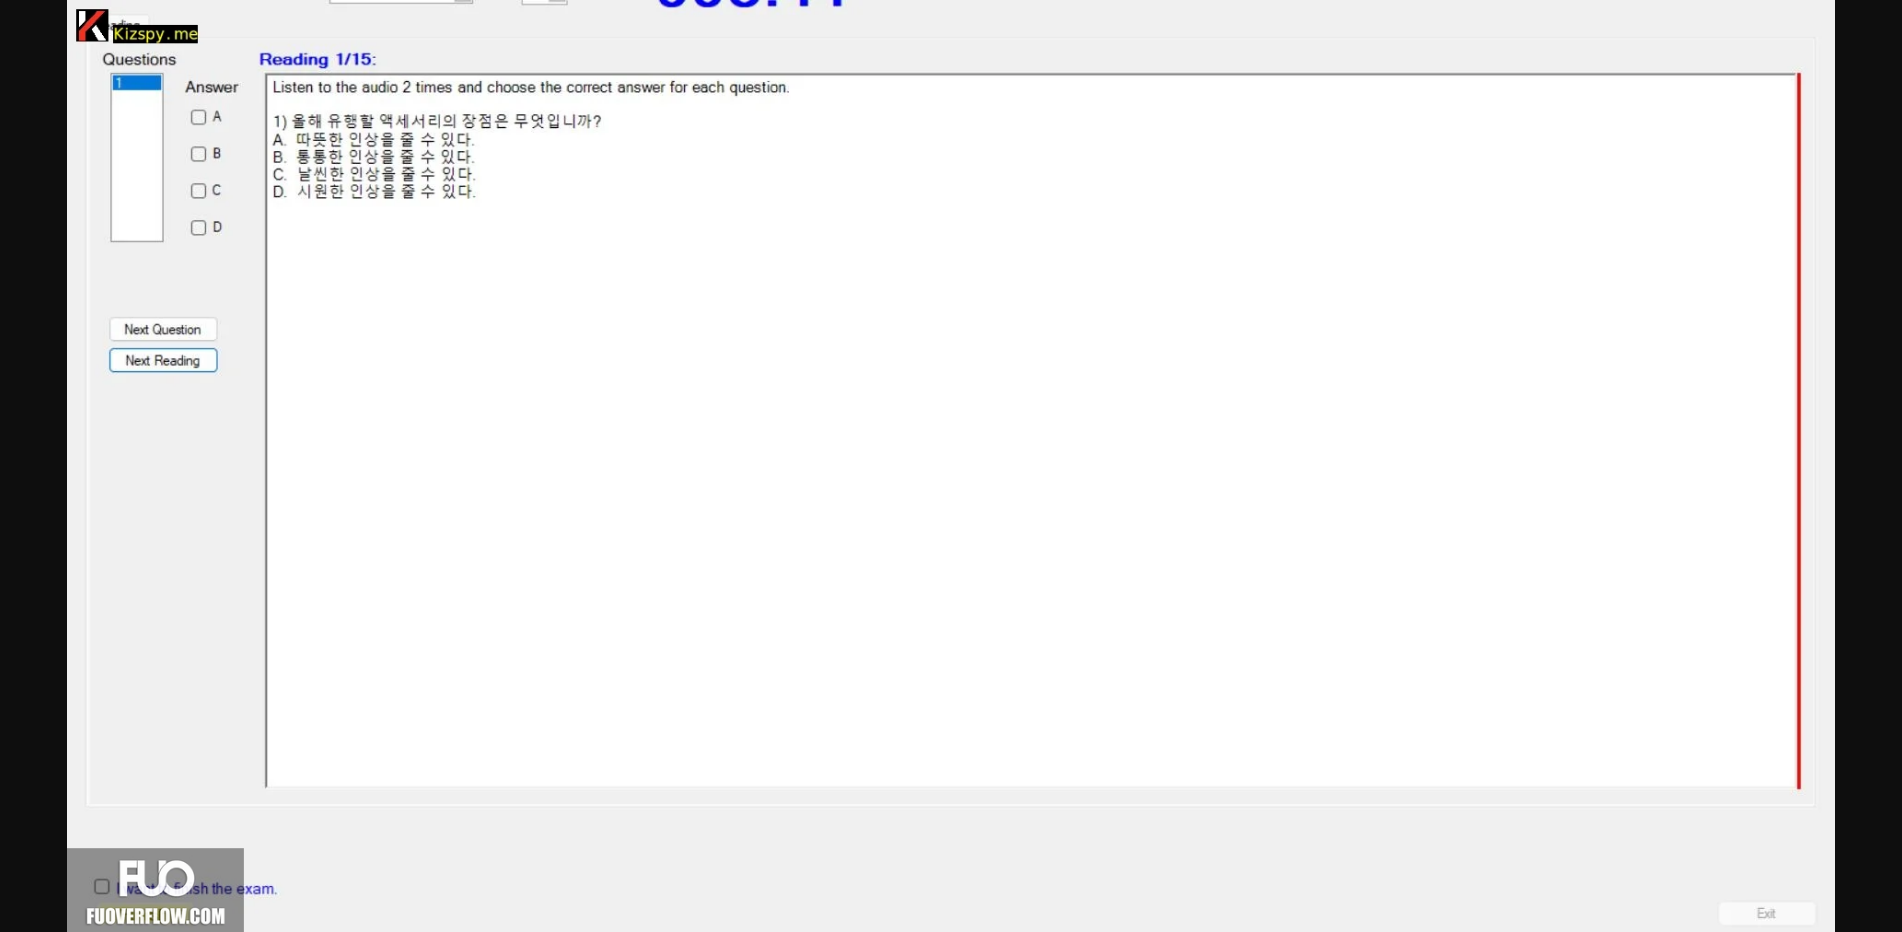 Kizspy.me
Questions
Reading 1/15:
1
Answer
Listen to the audio 2 times and choose the correct answer for each question.
A
1) 올해 유행할 액세서리의 장점은 무엇입니까?
A. 따뜻한 인상을 줄 수 있다.
B
B. 통통한 인상을 줄 수 있다.
C. 날씬한 인상을 줄 수 있다.
C
D. 시원한 인상을 줄 수 있다.
D
Next Question
Next Reading
FUO
finish the exam.
FUOVERFLOW.COM
Exit